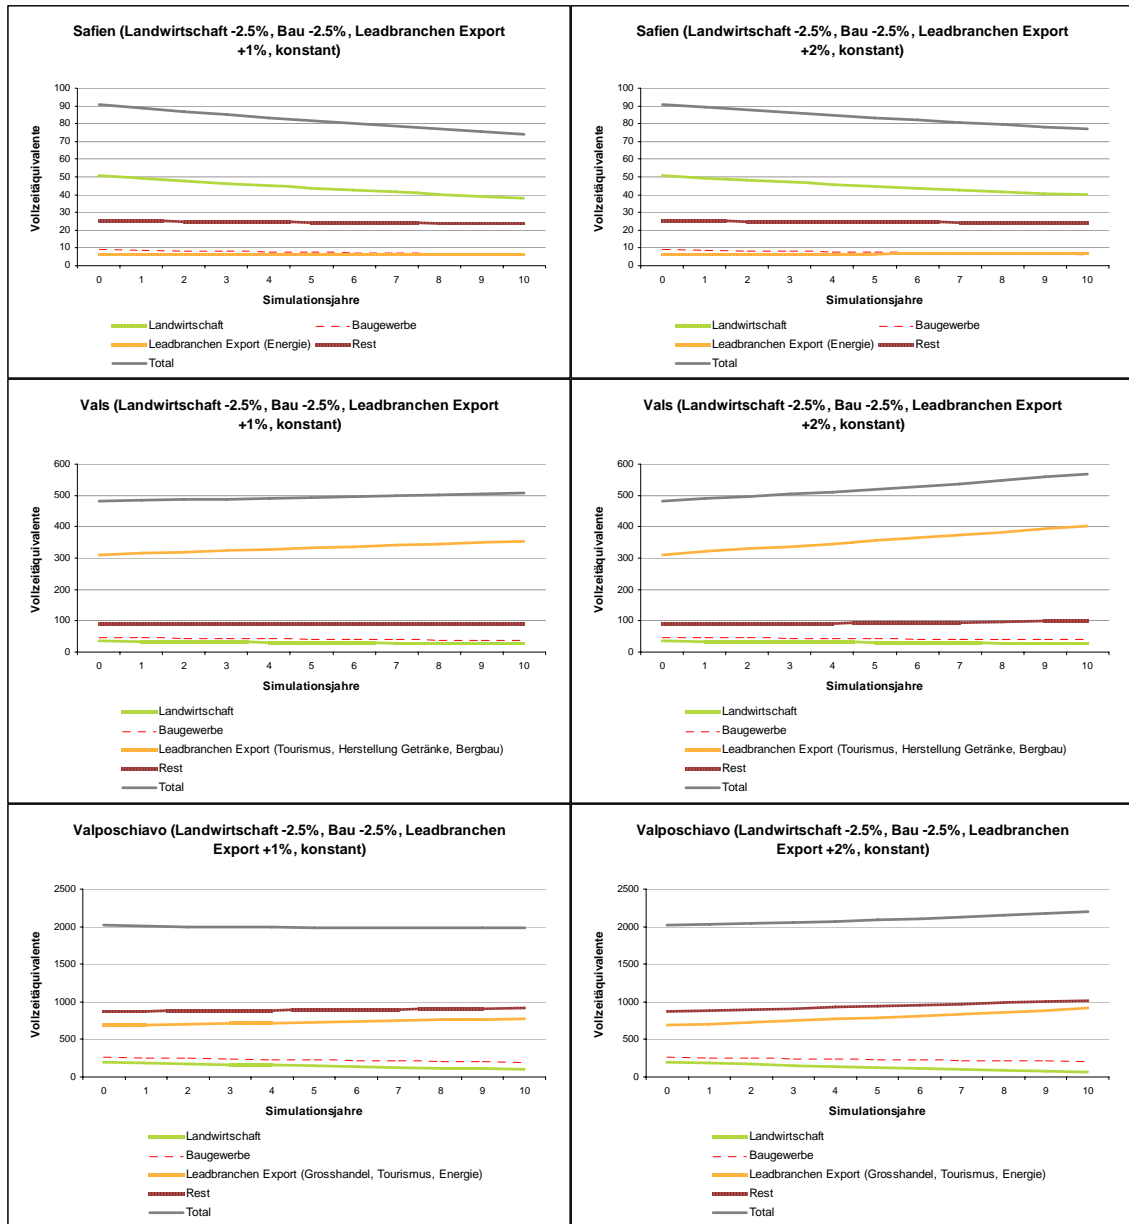 Safien (Landwirtschaft -2.5%, Bau -2.5%, Leadbranchen Export
+1%, konstant)
100
90
80
70
60
50
40
30
20
10
0
Vollzeitäquivalente
0 1 2 3 4 5 6 7 8 9 10
Simulationsjahre
Landwirtschaft
Baugewerbe
Leadbranchen Export (Energie)
Rest
Total
Safien (Landwirtschaft -2.5%, Bau -2.5%, Leadbranchen Export
+2%, konstant)
100
90
80
70
60
50
40
30
20
10
0
Vollzeitäquivalente
0 1 2 3 4 5 6 7 8 9 10
Simulationsjahre
Landwirtschaft
Baugewerbe
Leadbranchen Export (Energie)
Rest
Total
Vals (Landwirtschaft -2.5%, Bau -2.5%, Leadbranchen Export
+1%, konstant)
600
500
400
300
200
100
0
Vollzeitäquivalente
0 1 2 3 4 5 6 7 8 9 10
Simulationsjahre
Landwirtschaft
Baugewerbe
Leadbranchen Export (Tourismus, Herstellung Getränke, Bergbau)
Rest
Total
Vals (Landwirtschaft -2.5%, Bau -2.5%, Leadbranchen Export
+2%, konstant)
600
500
400
300
200
100
0
Vollzeitäquivalente
0 1 2 3 4 5 6 7 8 9 10
Simulationsjahre
Landwirtschaft
Baugewerbe
Leadbranchen Export (Tourismus, Herstellung Getränke, Bergbau)
Rest
Total
Valposchiavo (Landwirtschaft -2.5%, Bau -2.5%, Leadbranchen
Export +1%, konstant)
2500
2000
1500
1000
500
0
Vollzeitäquivalente
0 1 2 3 4 5 6 7 8 9 10
Simulationsjahre
Landwirtschaft
Baugewerbe
Leadbranchen Export (Grosshandel, Tourismus, Energie)
Rest
Total
Valposchiavo (Landwirtschaft -2.5%, Bau -2.5%, Leadbranchen
Export +2%, konstant)
2500
2000
1500
1000
500
0
Vollzeitäquivalente
0 1 2 3 4 5 6 7 8 9 10
Simulationsjahre
Landwirtschaft
Baugewerbe
Leadbranchen Export (Grosshandel, Tourismus, Energie)
Rest
Total